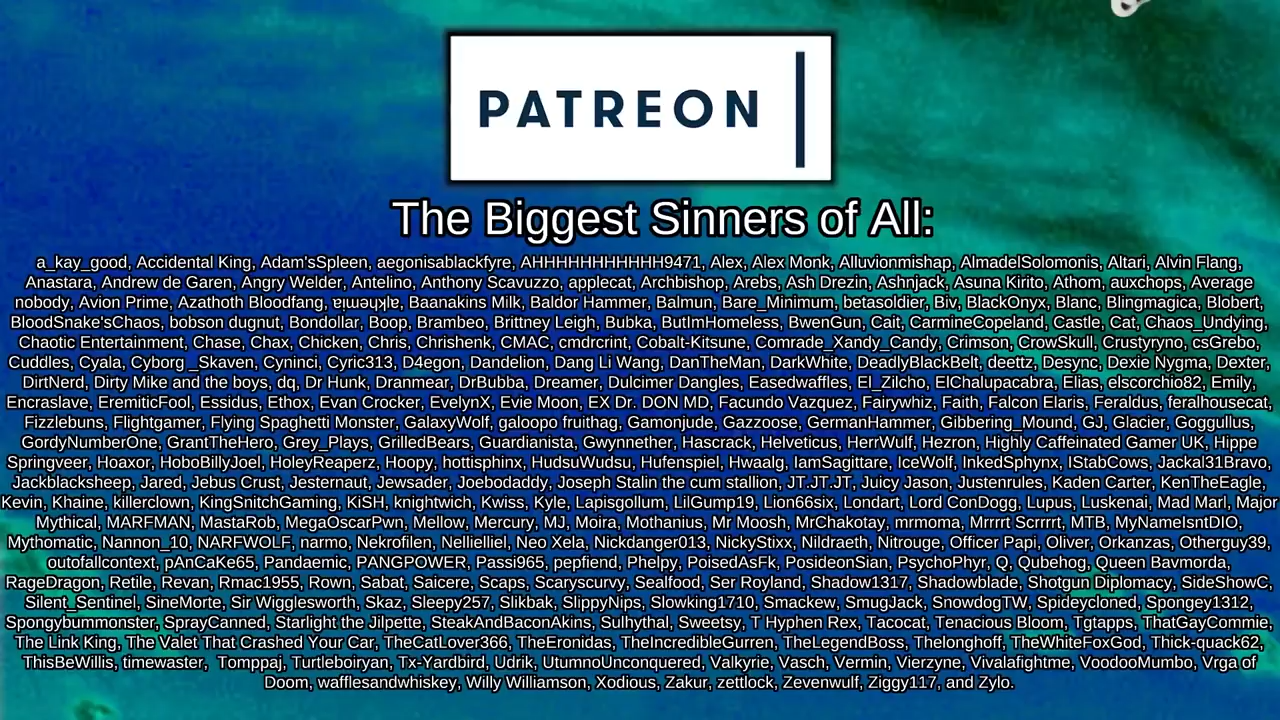 PATREON
The Biggest Sinners of All:
a_kay_good, Accidental King, Adam'sSpleen, aegonisablackfyre, AHHHHHHHHHHHH9471, Alex, Alex Monk, Alluvionmishap, AlmadelSolomonis, Altari, Alvin Flang,
Anastara, Andrew de Garen, Angry Welder, Antelino, Anthony Scavuzzo, applecat, Archbishop, Arebs, Ash Drezin, Ashnjack, Asuna Kirito, Athom, auxchops, Average
nobody, Avion Prime, Azathoth Bloodfang, Baanakins Milk, Baldor Hammer, Balmun, Bare_Minimum, betasoldier, Biv, BlackOnyx, Blanc, Blingmagica, Blobert,
BloodSnake'sChaos, bobson dugnut, Bondollar, Boop, Brambeo, Brittney Leigh, Bubka, ButImHomeless, BwenGun, Cait, CarmineCopeland, Castle, Cat, Chaos_Undying,
Chaotic Entertainment, Chase, Chax, Chicken, Chris, Chrishenk, CMAC, cmdrcrint, Cobalt-Kitsune, Comrade_Xandy_Candy, Crimson, CrowSkull, Crustyryno, csGrebo,
Cuddles, Cyala, Cyborg _Skaven, Cyninci, Cyric313, D4egon, Dandelion, Dang Li Wang, DanTheMan, DarkWhite, DeadlyBlackBelt, deettz, Desync, Dexie Nygma, Dexter,
DirtNerd, Dirty Mike and the boys, dq, Dr Hunk, Dranmear, DrBubba, Dreamer, Dulcimer Dangles, Easedwaffles, El_Zilcho, ElChalupacabra, Elias, elscorchio82, Emily,
Encraslave, EremiticFool, Essidus, Ethox, Evan Crocker, EvelynX, Evie Moon, EX Dr. DON MD, Facundo Vazquez, Fairywhiz, Faith, Falcon Elaris, Feraldus, feralhousecat,
Fizzlebuns, Flightgamer, Flying Spaghetti Monster, GalaxyWolf, galoopo fruithag, Gamonjude, Gazzoose, GermanHammer, Gibbering_Mound, GJ, Glacier, Goggullus,
GordyNumberOne, GrantTheHero, Grey_Plays, GrilledBears, Guardianista, Gwynnether, Hascrack, Helveticus, HerrWulf, Hezron, Highly Caffeinated Gamer UK, Hippe
Springveer, Hoaxor, HoboBillyJoel, HoleyReaperz, Hoopy, hottisphinx, HudsuWudsu, Hufenspiel, Hwaalg, IamSagittare, IceWolf, InkedSphynx, IStabCows, Jackal31Bravo,
Jackblacksheep, Jared, Jebus Crust, Jesternaut, Jewsader, Joebodaddy, Joseph Stalin the cum stallion, JT.JT.JT, Juicy Jason, Justenrules, Kaden Carter, KenTheEagle,
Kevin, Khaine, killerclown, KingSnitchGaming, KiSH, knightwich, Kwiss, Kyle, Lapisgollum, LilGump19, Lion66six, Londart, Lord ConDogg, Lupus, Luskenai, Mad Marl, Major
Mythical, MARFMAN, MastaRob, MegaOscarPwn, Mellow, Mercury, MJ, Moira, Mothanius, Mr Moosh, MrChakotay, mrmoma, Mrrrrt Scrrrrt, MTB, MyNameIsntDIO,
Mythomatic, Nannon_10, NARFWOLF, narmo, Nekrofilen, Nellielliel, Neo Xela, Nickdanger013, NickyStixx, Nildraeth, Nitrouge, Officer Papi, Oliver, Orkanzas, Otherguy39,
outofallcontext, pAnCaKe65, Pandaemic, PANGPOWER, Passi965, pepfiend, Phelpy, PoisedAsFk, PosideonSian, PsychoPhyr, Q, Qubehog, Queen Bavmorda,
RageDragon, Retile, Revan, Rmac1955, Rown, Sabat, Saicere, Scaps, Scaryscurvy, Sealfood, Ser Royland, Shadow1317, Shadowblade, Shotgun Diplomacy, SideShowC,
Silent_Sentinel, SineMorte, Sir Wigglesworth, Skaz, Sleepy257, Slikbak, SlippyNips, Slowking1710, Smackew, SmugJack, SnowdogTW, Spideycloned, Spongey1312,
Spongybummonster, SprayCanned, Starlight the Jilpette, SteakAndBaconAkins, Sulhythal, Sweetsy, T Hyphen Rex, Tacocat, Tenacious Bloom, Tgtapps, ThatGayCommie,
The Link King, The Valet That Crashed Your Car, TheCatLover366, TheEronidas, TheIncredibleGurren, TheLegendBoss, Thelonghoff, TheWhiteFoxGod, Thick-quack62,
ThisBeWillis, timewaster, Tomppaj, Turtleboiryan, Tx-Yardbird, Udrik, UtumnoUnconquered, Valkyrie, Vasch, Vermin, Vierzyne, Vivalafightme, VoodooMumbo, Vrga of
Doom, wafflesandwhiskey, Willy Williamson, Xodious, Zakur, zettlock, Zevenwulf, Ziggy117, and Zylo.